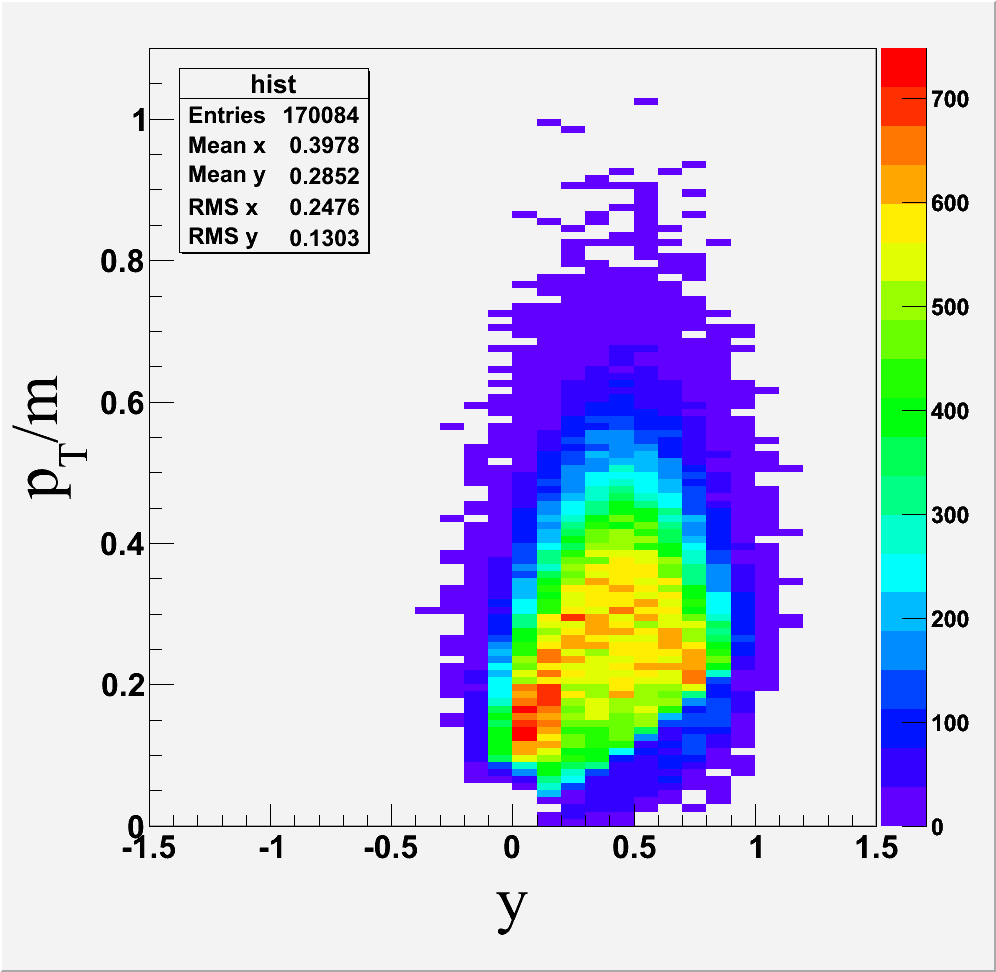 hist
Entries 170084
Mean x 0.3978
Mean y 0.2852
RMS x 0.2476
RMS y 0.1303
1
0.8
0.6
0.4
0.2
0
700
600
500
400
300
200
100
0
pT/m
-1.5 -1 -0.5 0 0.5 1 1.5
y